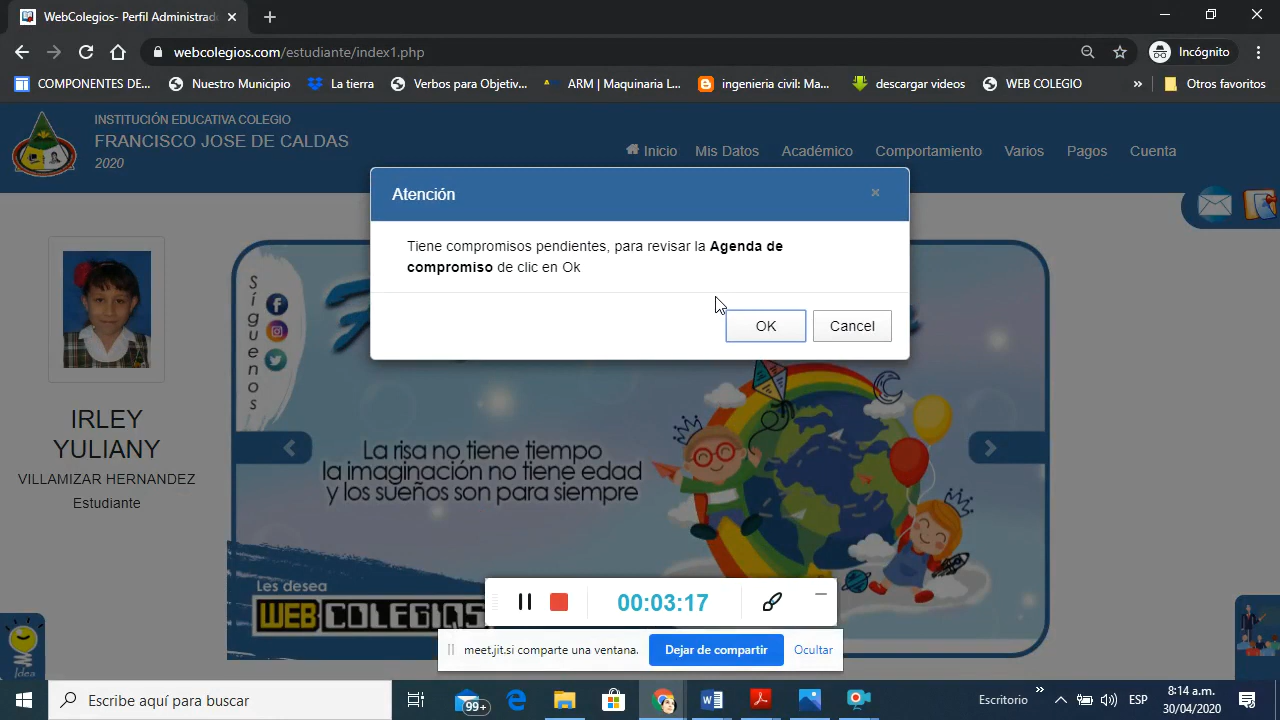 WebColegios- Perfil Administrad
webcolegios.com/estudiante/index1.php
Incógnito
COMPONENTES DE...
Nuestro Municipio
La tierra
Verbos para Objetiv...
ARM | Maquinaria L...
ingenieria civil: Ma...
descargar videos
WEB COLEGIO
»
Otros favoritos
INSTITUCIÓN EDUCATIVA COLEGIO
FRANCISCO JOSE DE CALDAS
2020
Inicio
Mis Datos
Académico
Comportamiento
Varios
Pagos
Cuenta
Atención
×
Tiene compromisos pendientes, para revisar la Agenda de
compromiso de clic en Ok
OK
Cancel
Síguenos
IRLEY
YULIANY
VILLAMIZAR HERNANDEZ
Estudiante
La risa no tiene tiempo
la imaginación no tiene edad
y los sueños son para siempre
Les desea
WEBCOLEGIOS
Idea
00:03:17
meet.jit.si comparte una ventana.
Dejar de compartir
Ocultar
Escribe aquí para buscar
99+
Escritorio
»
ESP
8:14 a.m.
30/04/2020